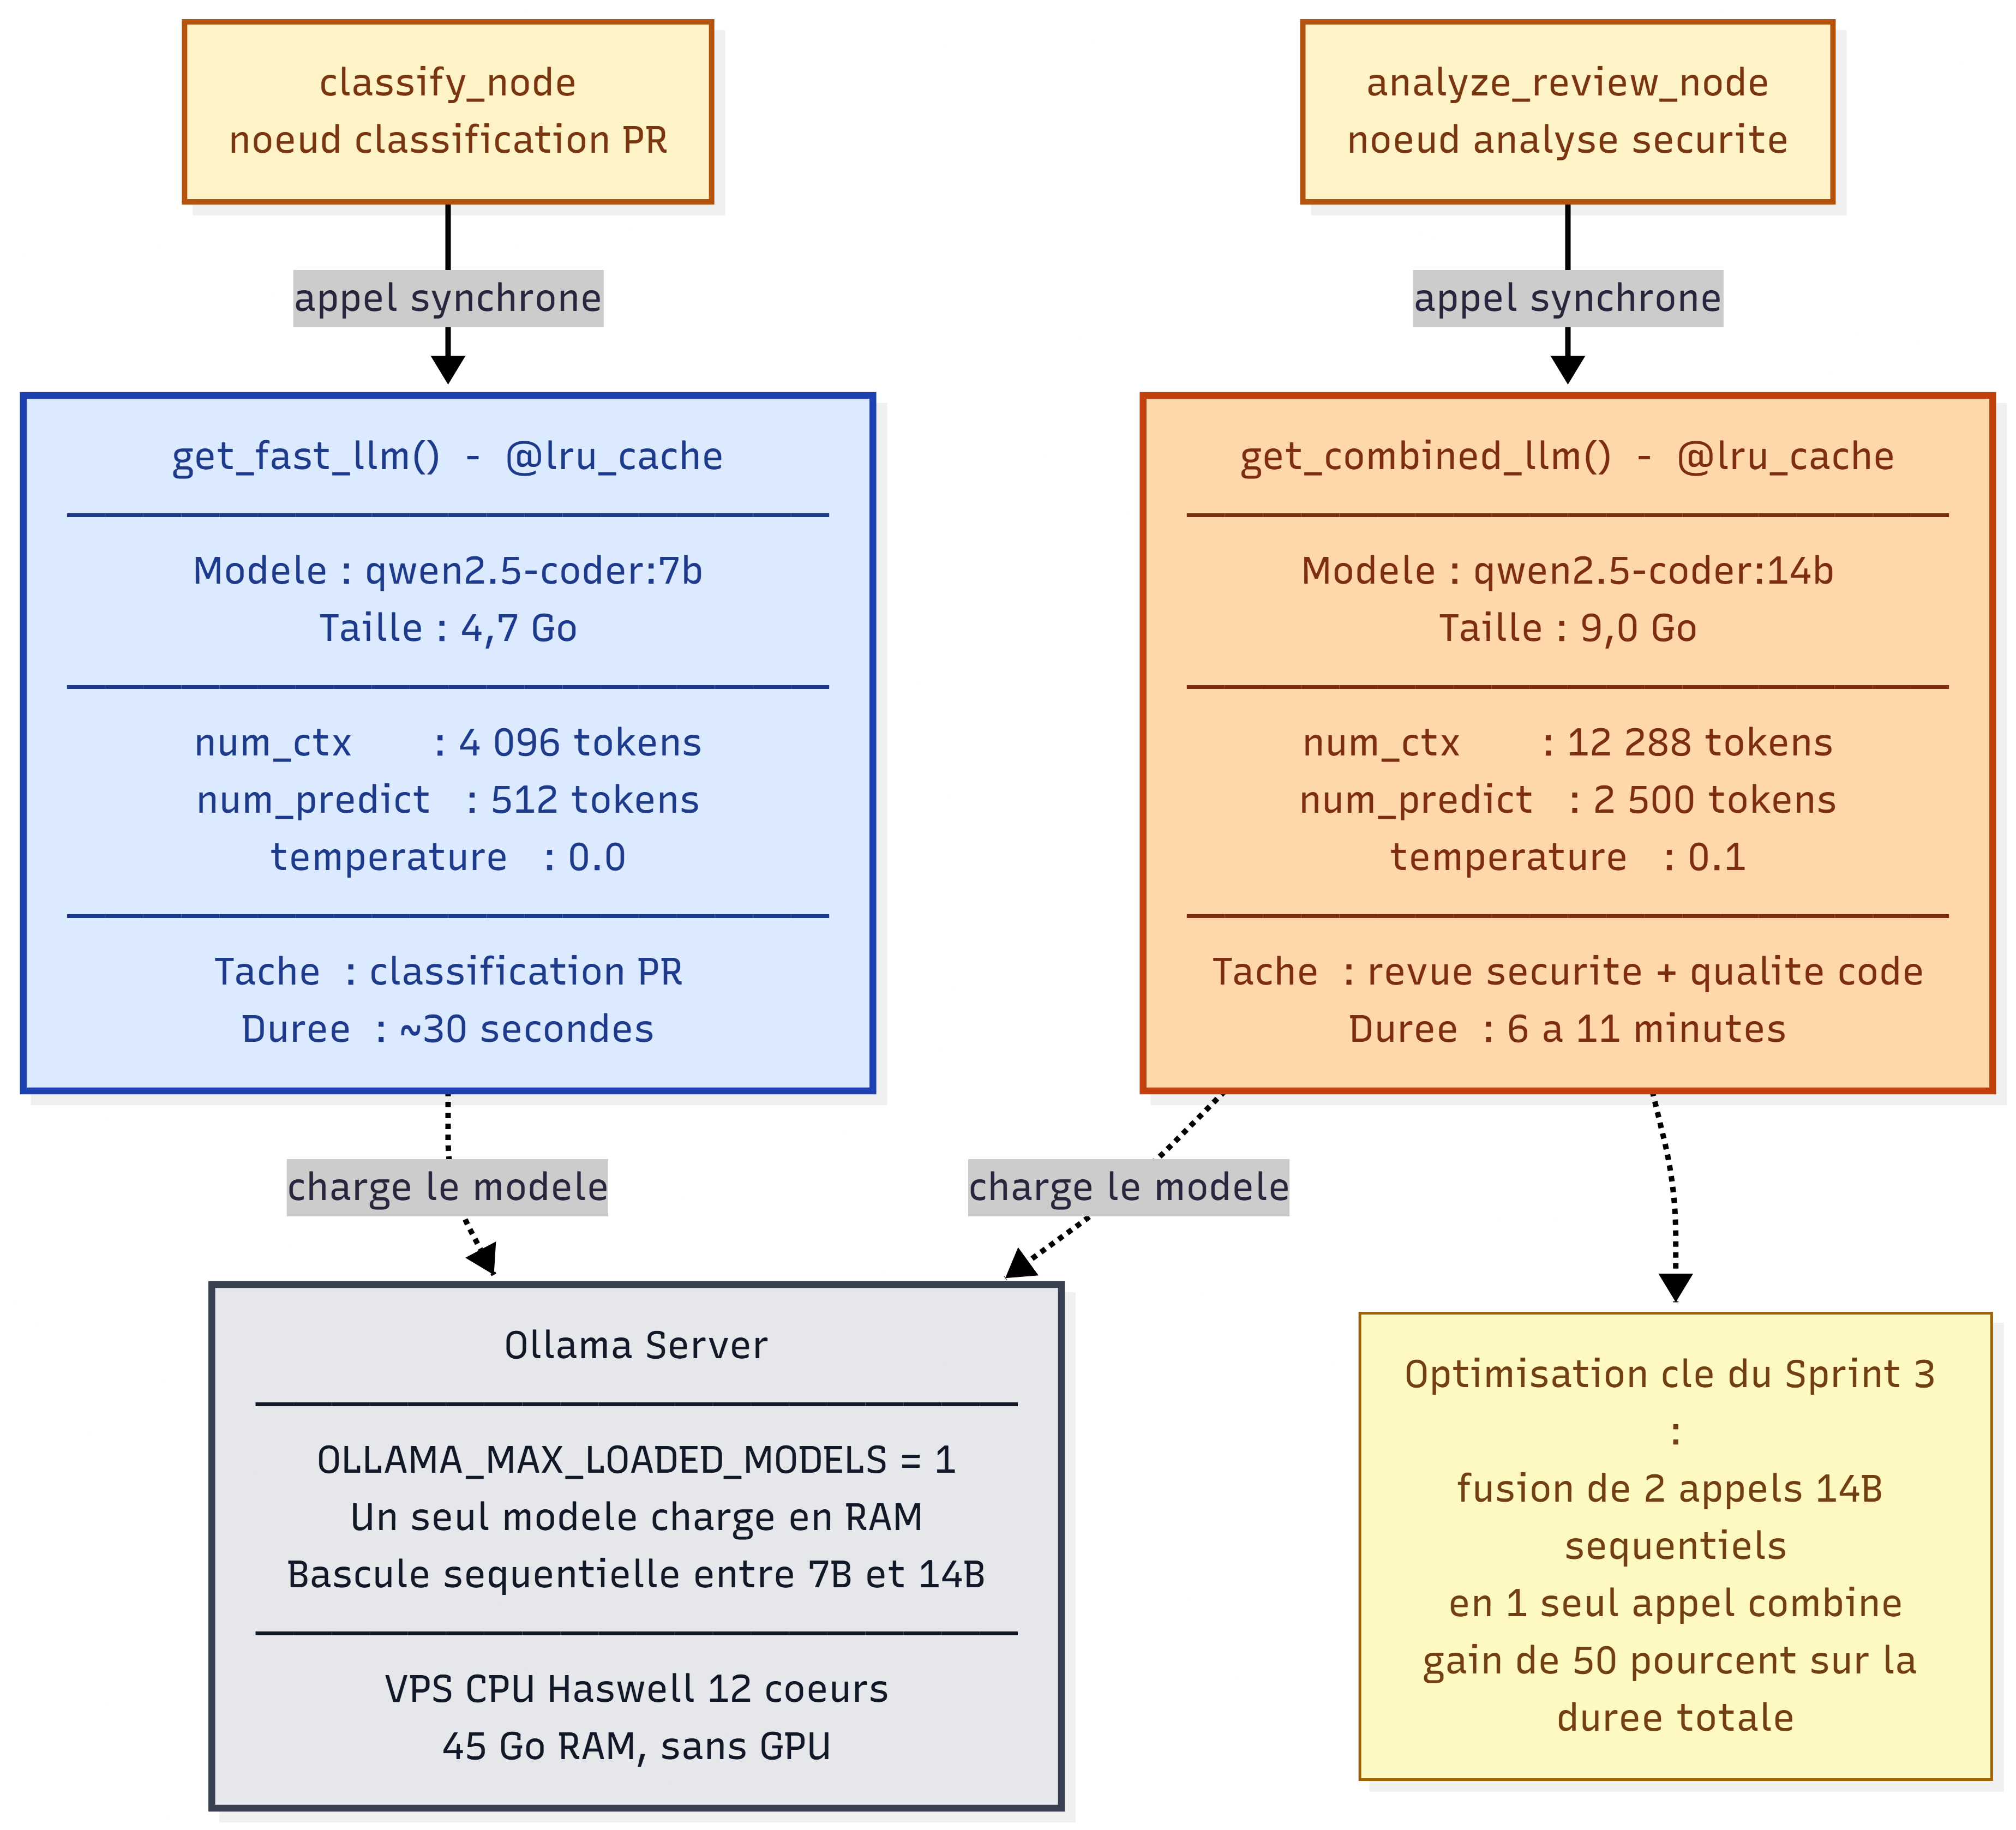 classify_node
noeud classification PR
analyze_review_node
noeud analyse securite
appel synchrone
appel synchrone
get_fast_llm() - @lru_cache
Modele : qwen2.5-coder:7b
Taille : 4,7 Go
num_ctx : 4 096 tokens
num_predict : 512 tokens
temperature : 0.0
Tache : classification PR
Duree : ~30 secondes
get_combined_llm() - @lru_cache
Modele : qwen2.5-coder:14b
Taille : 9,0 Go
num_ctx : 12 288 tokens
num_predict : 2 500 tokens
temperature : 0.1
Tache : revue securite + qualite code
Duree : 6 a 11 minutes
charge le modele
charge le modele
Ollama Server
OLLAMA_MAX_LOADED_MODELS = 1
Un seul modele charge en RAM
Bascule sequentielle entre 7B et 14B
VPS CPU Haswell 12 coeurs
45 Go RAM, sans GPU
Optimisation cle du Sprint 3
:
fusion de 2 appels 14B
sequentiels
en 1 seul appel combine
gain de 50 pourcent sur la
duree totale